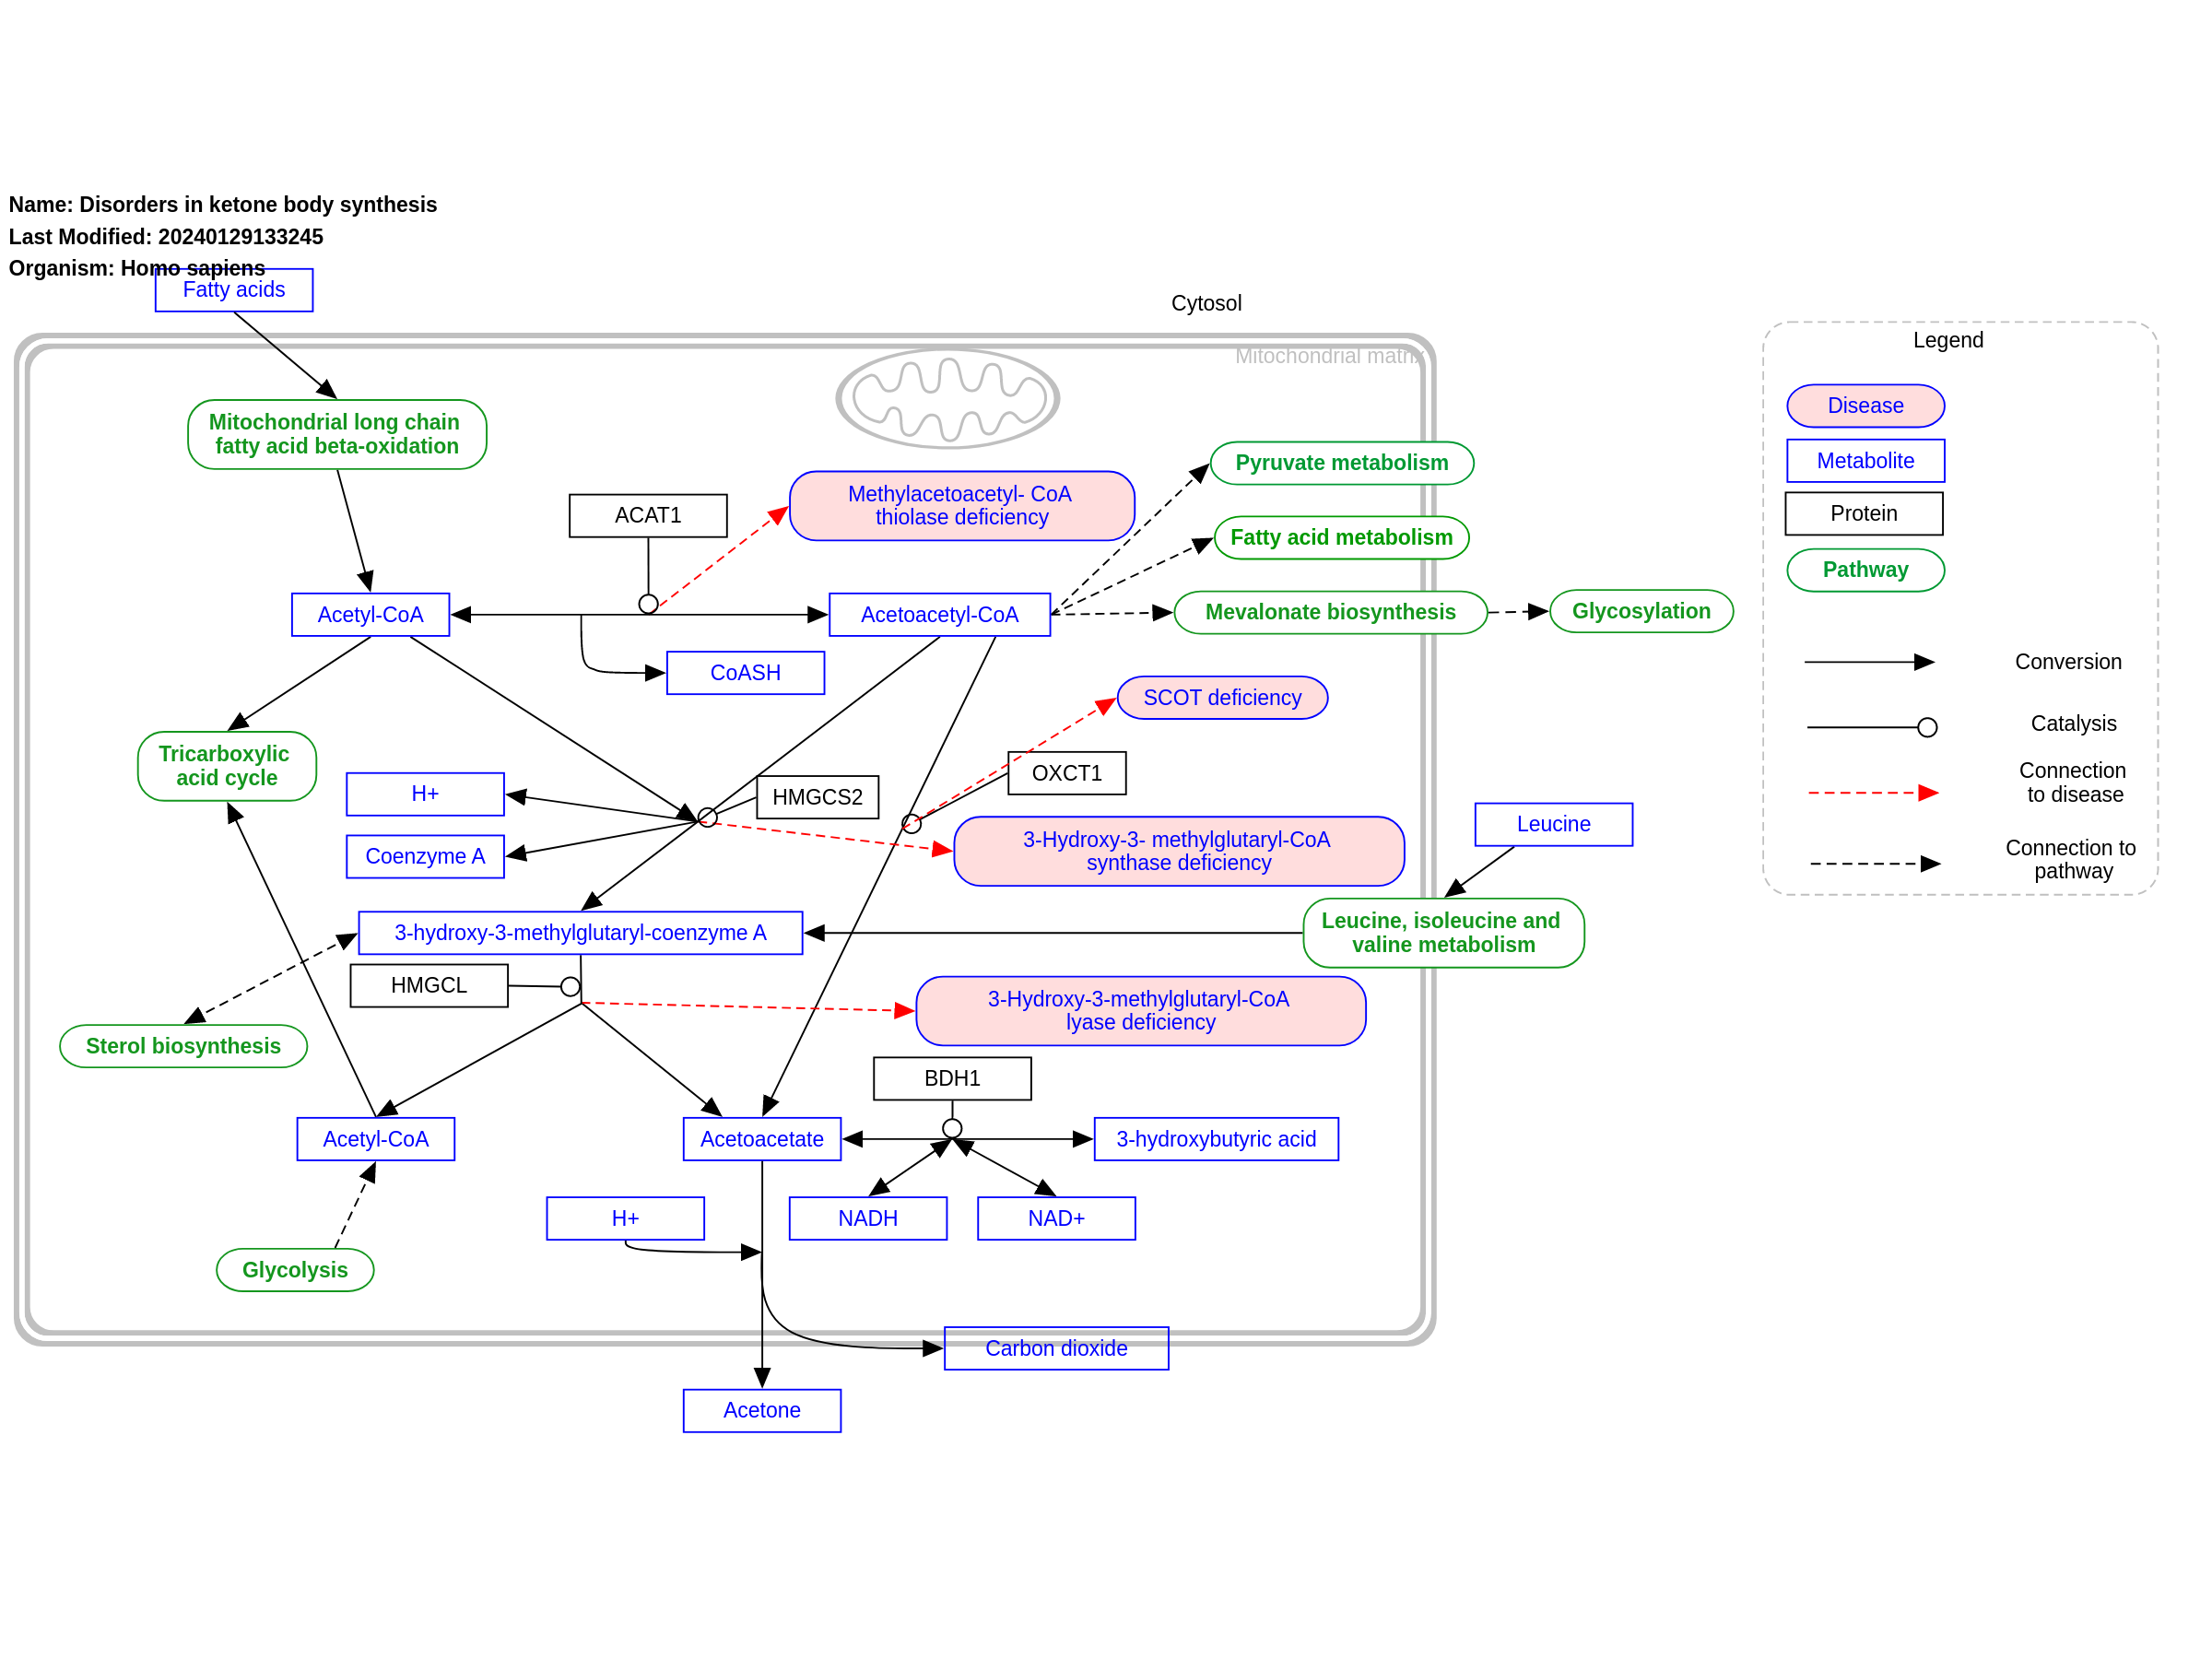 Name: Disorders in ketone body synthesis
Last Modified: 20240129133245
Organism: Homo sapiens
Fatty acids
Cytosol
Mitochondrial matrix
Mitochondrial long chain
fatty acid beta-oxidation
Pyruvate metabolism
Methylacetoacetyl- CoA
thiolase deficiency
ACAT1
Fatty acid metabolism
Acetyl-CoA
Acetoacetyl-CoA
Mevalonate biosynthesis
Glycosylation
CoASH
SCOT deficiency
Tricarboxylic
acid cycle
OXCT1
H+
HMGCS2
Leucine
3-Hydroxy-3- methylglutaryl-CoA
synthase deficiency
Coenzyme A
3-hydroxy-3-methylglutaryl-coenzyme A
Leucine, isoleucine and
valine metabolism
HMGCL
3-Hydroxy-3-methylglutaryl-CoA
lyase deficiency
Sterol biosynthesis
BDH1
Acetyl-CoA
Acetoacetate
3-hydroxybutyric acid
H+
NADH
NAD+
Glycolysis
Carbon dioxide
Acetone
Legend
Disease
Metabolite
Protein
Pathway
Conversion
Catalysis
Connection
to disease
Connection to
pathway